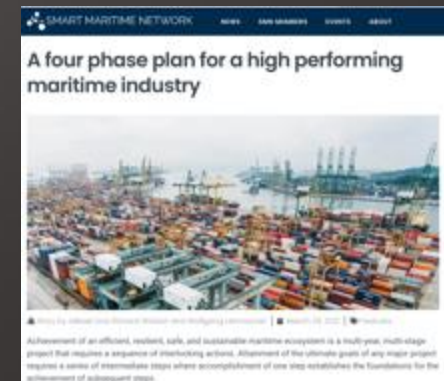 SMART MARITIME NETWORK
NEWS SMN MEMBERS EVENTS ABOUT
A four phase plan for a high performing
maritime industry
Achievement of an efficient, resilient, safe, and sustainable maritime ecosystem is a multi-year, multi-stage
project that requires a sequence of interlocking actions. Attainment of the ultimate goals of any major project
requires a series of intermediate steps where accomplishment of one step establishes the foundations for the
achievement of subsequent steps.